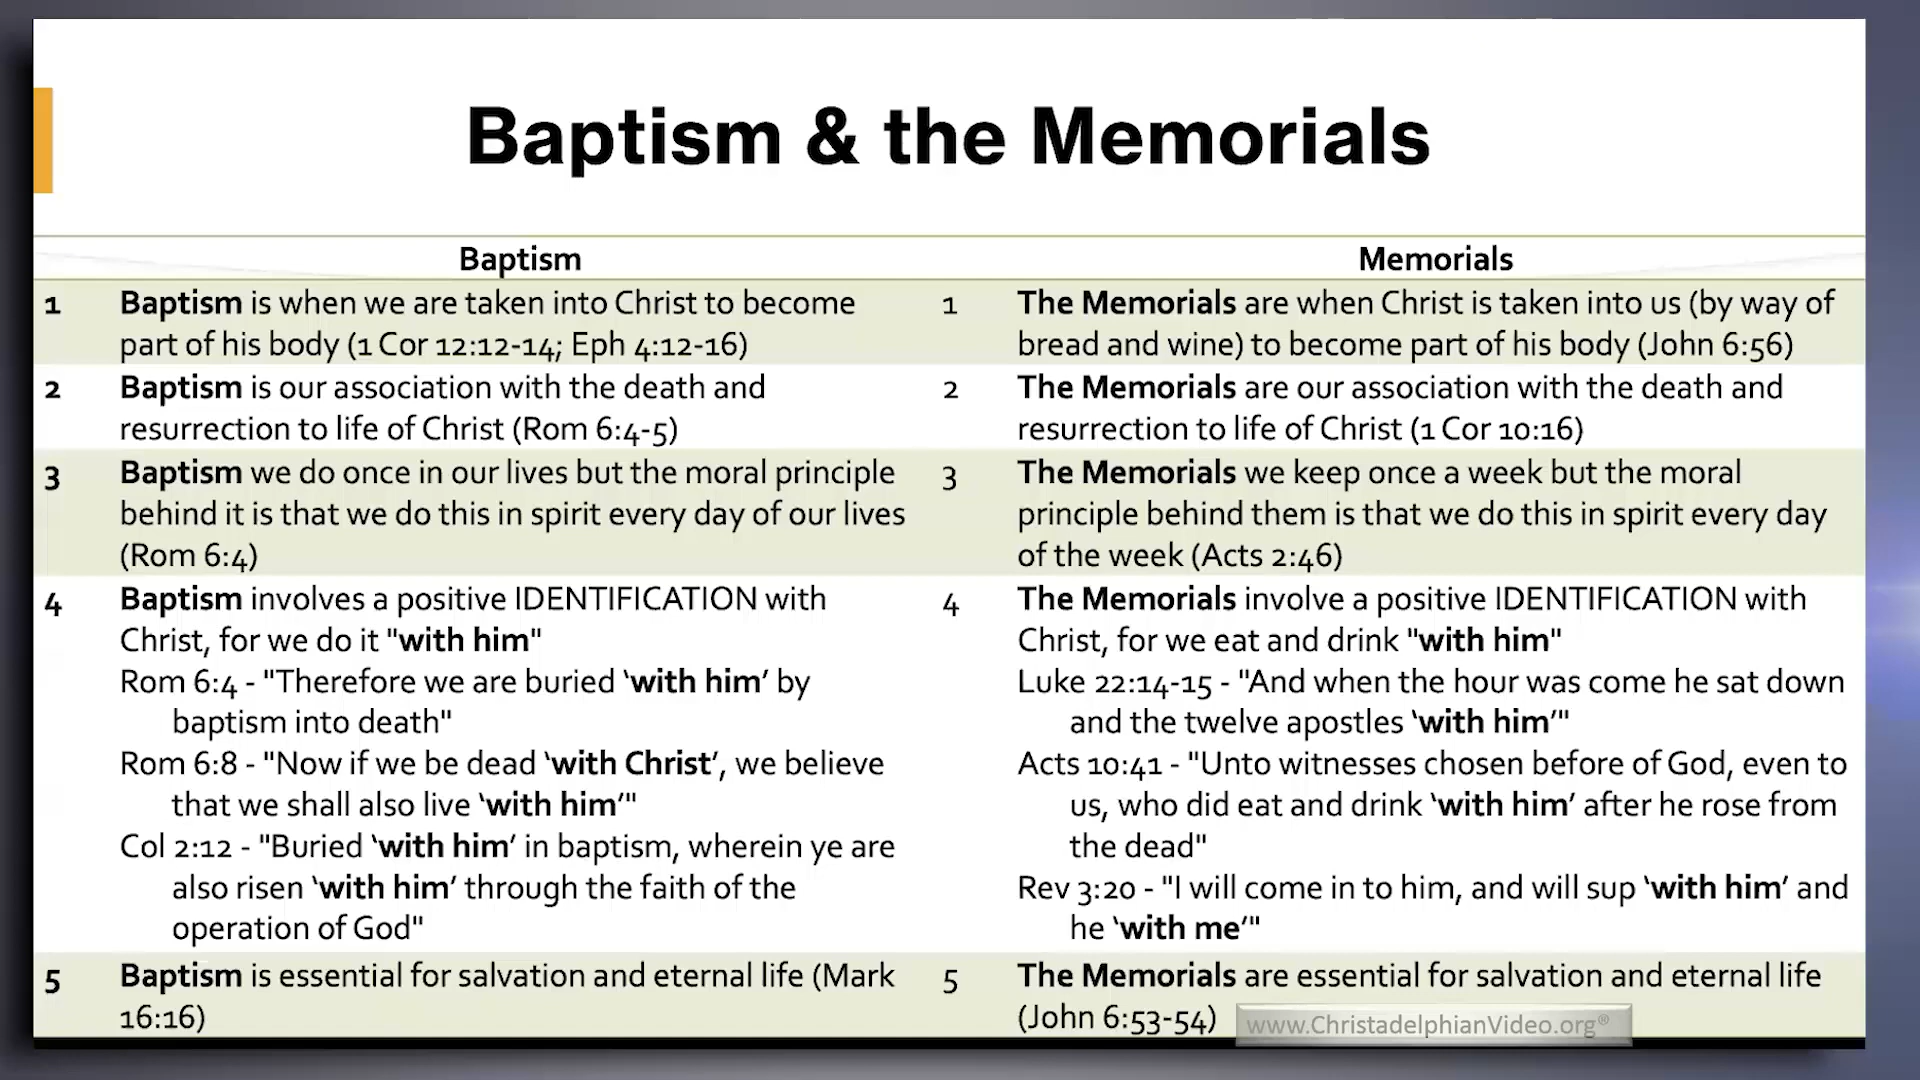 Baptism & the Memorials
Baptism
1 Baptism is when we are taken into Christ to become
part of his body (1 Cor 12:12-14; Eph 4:12-16)
2 Baptism is our association with the death and
resurrection to life of Christ (Rom 6:4-5)
3 Baptism we do once in our lives but the moral principle
behind it is that we do this in spirit every day of our lives
(Rom 6:4)
4 Baptism involves a positive IDENTIFICATION with
Christ, for we do it "with him"
Rom 6:4 - "Therefore we are buried ‘with him’ by
baptism into death"
Rom 6:8 - "Now if we be dead ‘with Christ’, we believe
that we shall also live ‘with him’"
Col 2:12 - "Buried ‘with him’ in baptism, wherein ye are
also risen ‘with him’ through the faith of the
operation of God"
5 Baptism is essential for salvation and eternal life (Mark
16:16)
Memorials
1 The Memorials are when Christ is taken into us (by way of
bread and wine) to become part of his body (John 6:56)
2 The Memorials are our association with the death and
resurrection to life of Christ (1 Cor 10:16)
3 The Memorials we keep once a week but the moral
principle behind them is that we do this in spirit every day
of the week (Acts 2:46)
4 The Memorials involve a positive IDENTIFICATION with
Christ, for we eat and drink "with him"
Luke 22:14-15 - "And when the hour was come he sat down
and the twelve apostles ‘with him’"
Acts 10:41 - "Unto witnesses chosen before of God, even to
us, who did eat and drink ‘with him’ after he rose from
the dead"
Rev 3:20 - "I will come in to him, and will sup ‘with him’ and
he ‘with me’"
5 The Memorials are essential for salvation and eternal life
(John 6:53-54)
www.ChristadelphianVideo.org®